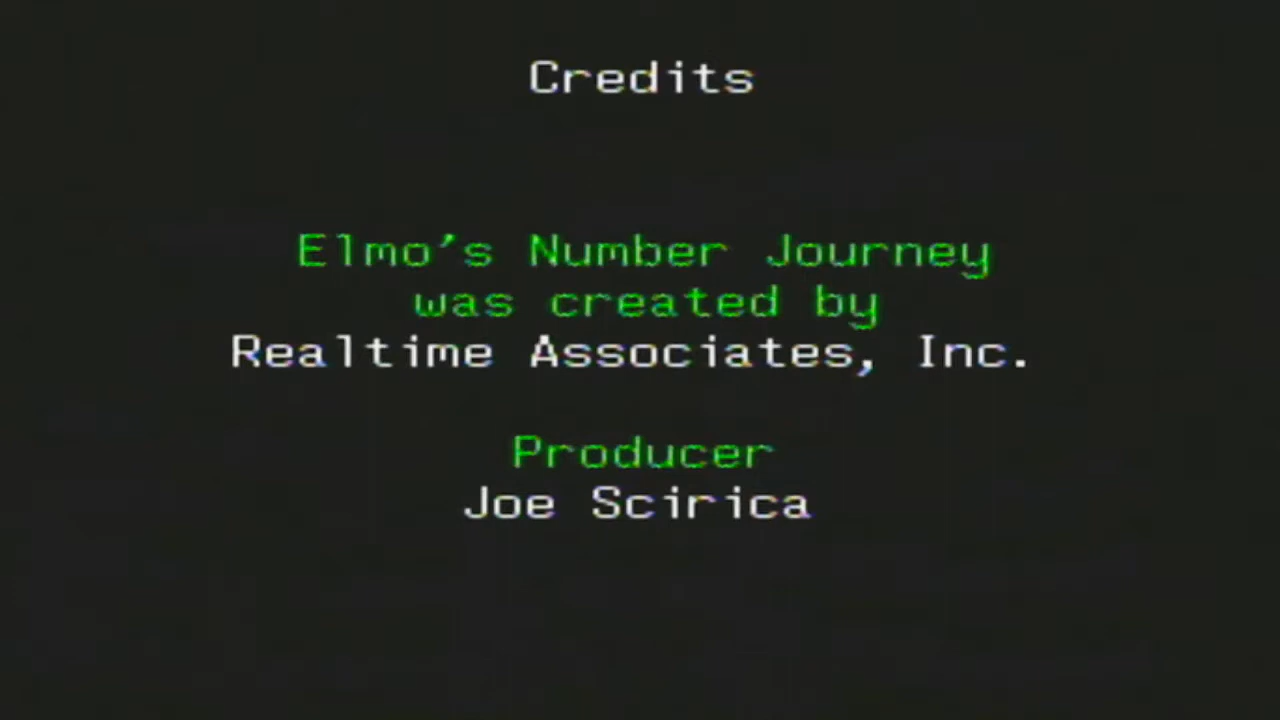 Credits
Elmo's Number Journey
was created by
Realtime Associates, Inc.
Producer
Joe Scirica